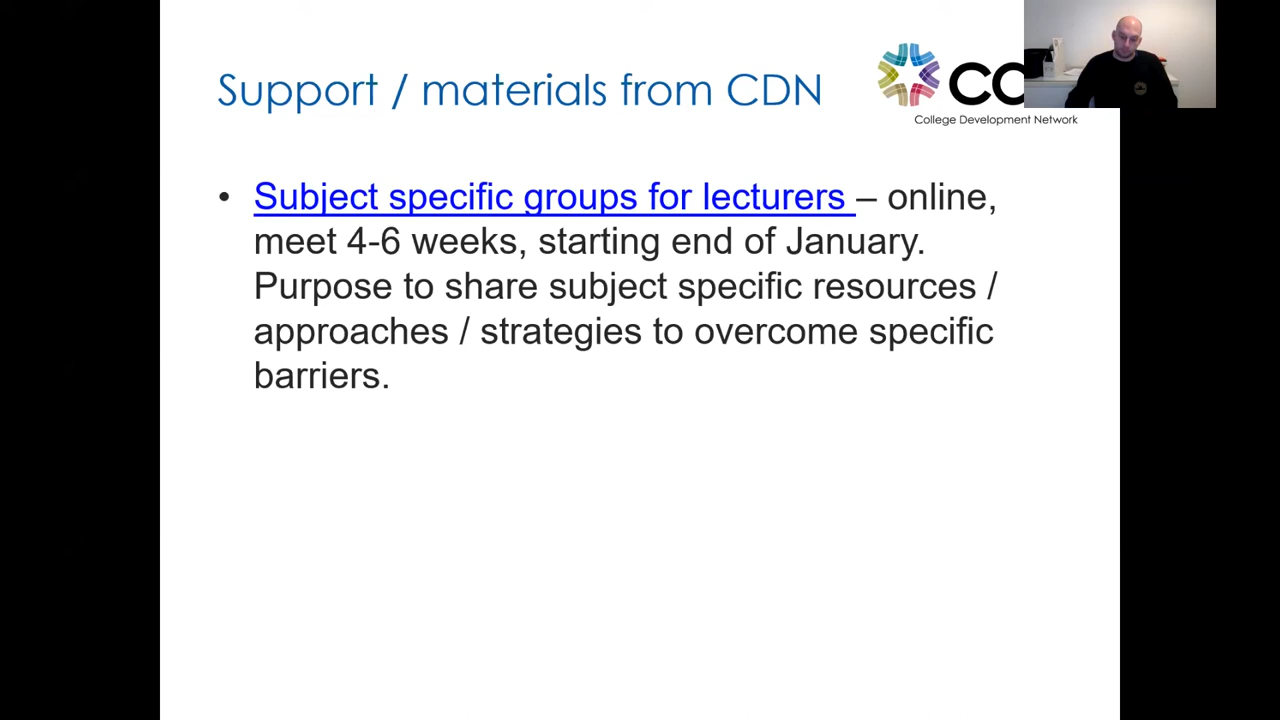 Support / materials from CDN
College Development Network
• Subject specific groups for lecturers – online,
meet 4-6 weeks, starting end of January.
Purpose to share subject specific resources /
approaches / strategies to overcome specific
barriers.